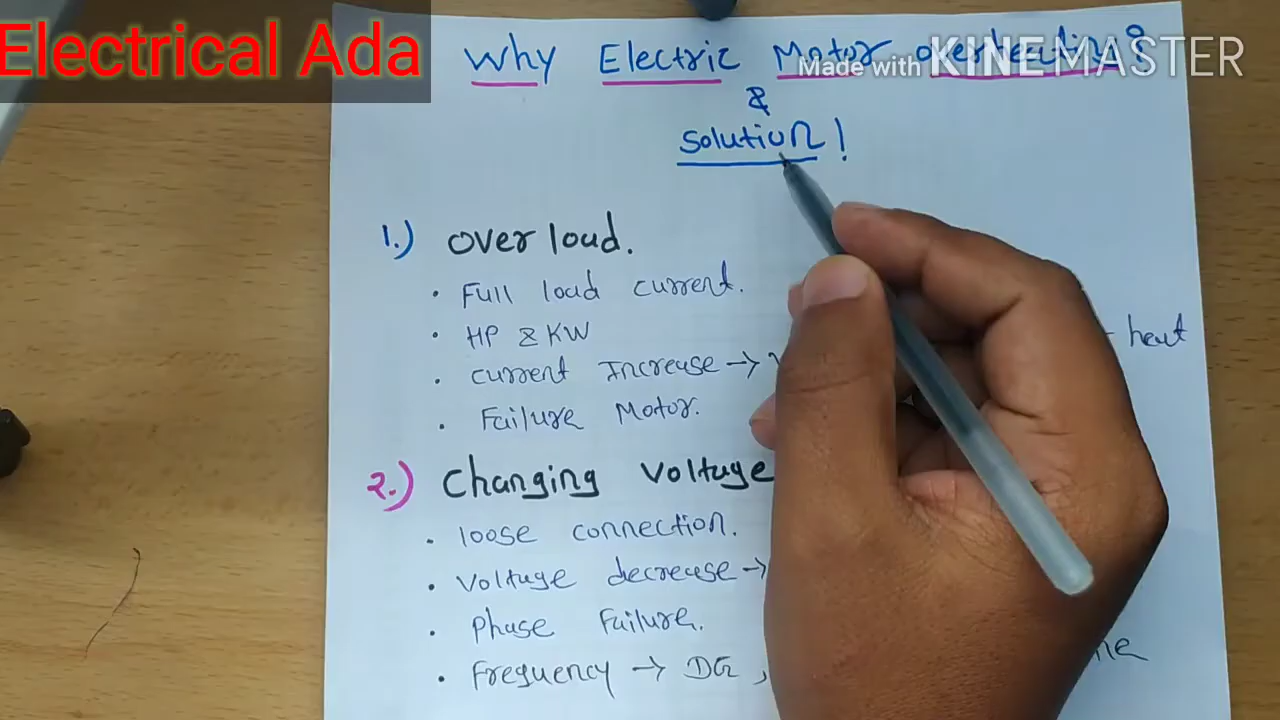 Electrical Ada
Why Electric Motor overheating?
Made with KINEMASTER
&
Solution!
1.) over load.
• Full load current.
• HP & KW
heat
• current Increase →
• Failure Motor.
2.) Changing Voltage
• loose connection.
• Voltage decrease →
• Phase Failure.
• Frequency → DG,